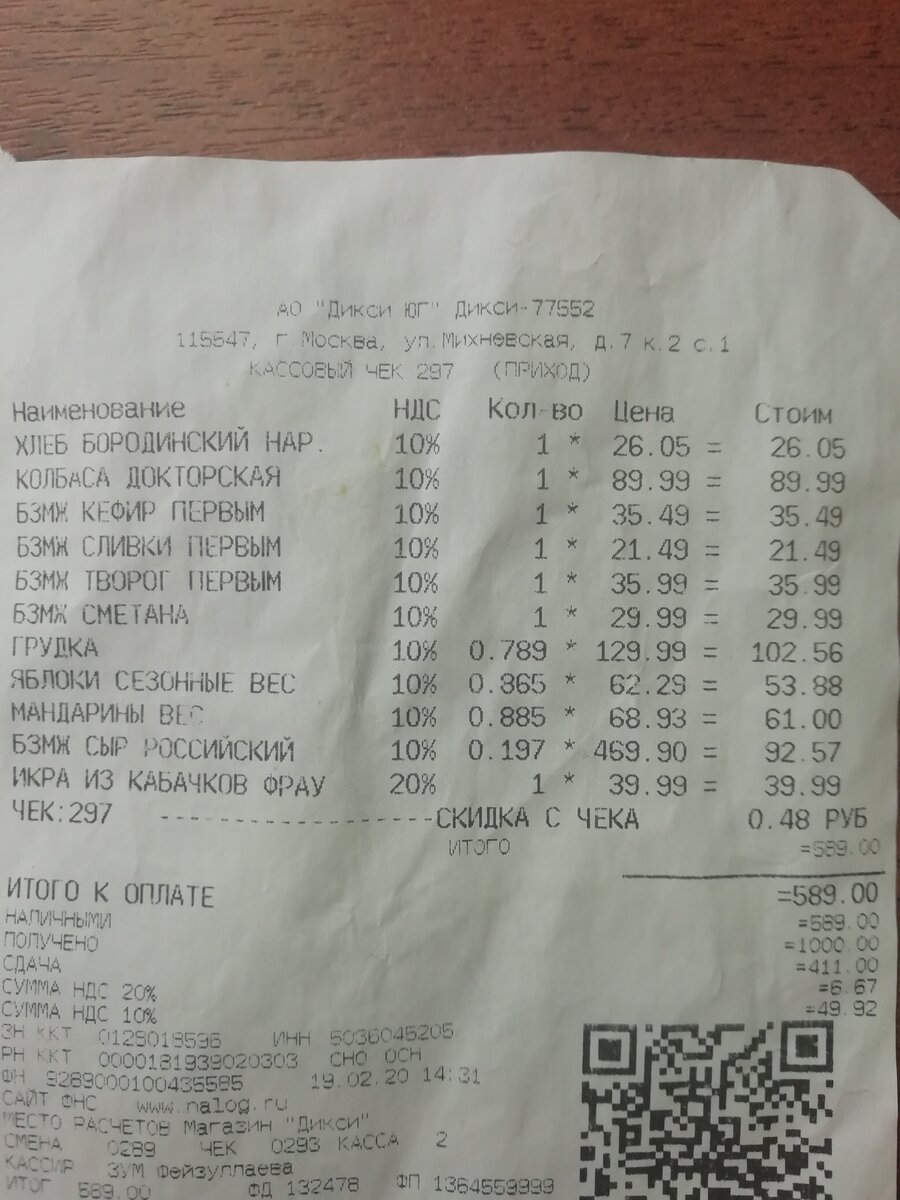 АО "Дикси ЮГ" Дикси-77552
115547, г.Москва, ул.Михневская, д.7 к.2 с.1
КАССОВЫЙ ЧЕК 297 (ПРИХОД)
Наименование НДС Кол-во Цена Стоим
ХЛЕБ БОРОДИНСКИЙ НАР. 10% 1 * 26.05 = 26.05
КОЛБАСА ДОКТОРСКАЯ 10% 1 * 89.99 = 89.99
БЗМЖ КЕФИР ПЕРВЫМ 10% 1 * 35.49 = 35.49
БЗМЖ СЛИВКИ ПЕРВЫМ 10% 1 * 21.49 = 21.49
БЗМЖ ТВОРОГ ПЕРВЫМ 10% 1 * 35.99 = 35.99
БЗМЖ СМЕТАНА 10% 1 * 29.99 = 29.99
ГРУДКА 10% 0.789 * 129.99 = 102.56
ЯБЛОКИ СЕЗОННЫЕ ВЕС 10% 0.865 * 62.29 = 53.88
МАНДАРИНЫ ВЕС 10% 0.885 * 68.93 = 61.00
БЗМЖ СЫР РОССИЙСКИЙ 10% 0.197 * 469.90 = 92.57
ИКРА ИЗ КАБАЧКОВ ФРАУ 20% 1 * 39.99 = 39.99
ЧЕК:297 -----------------СКИДКА С ЧЕКА 0.48 РУБ
ИТОГО =589.00
ИТОГО К ОПЛАТЕ =589.00
НАЛИЧНЫМИ =589.00
ПОЛУЧЕНО =1000.00
СДАЧА =411.00
СУММА НДС 20% =6.67
СУММА НДС 10% =49.92
ЗН ККТ 0128018596 ИНН 5036045205
РН ККТ 0000181939020303 СНО ОСН
ФН 9289000100435585 19.02.20 14:31
САЙТ ФНС www.nalog.ru
МЕСТО РАСЧЕТОВ Магазин "Дикси"
СМЕНА 0289 ЧЕК 0293 КАССА 2
КАССИР ЗУМ Фейзуллаева
ИТОГ 589.00 ФД 132478 ФП 1364559999